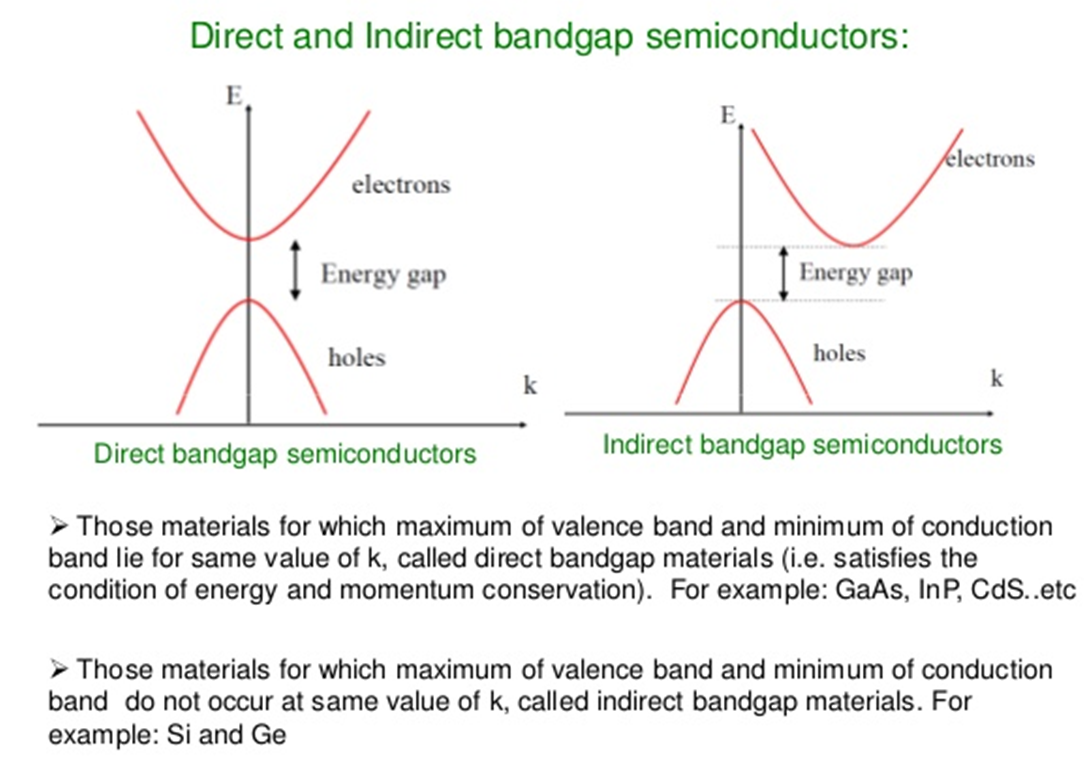 Direct and Indirect bandgap semiconductors:
E
electrons
Energy gap
holes
k
Direct bandgap semiconductors
E
electrons
Energy gap
holes
k
Indirect bandgap semiconductors
➢ Those materials for which maximum of valence band and minimum of conduction
band lie for same value of k, called direct bandgap materials (i.e. satisfies the
condition of energy and momentum conservation). For example: GaAs, InP, CdS..etc
➢ Those materials for which maximum of valence band and minimum of conduction
band do not occur at same value of k, called indirect bandgap materials. For
example: Si and Ge